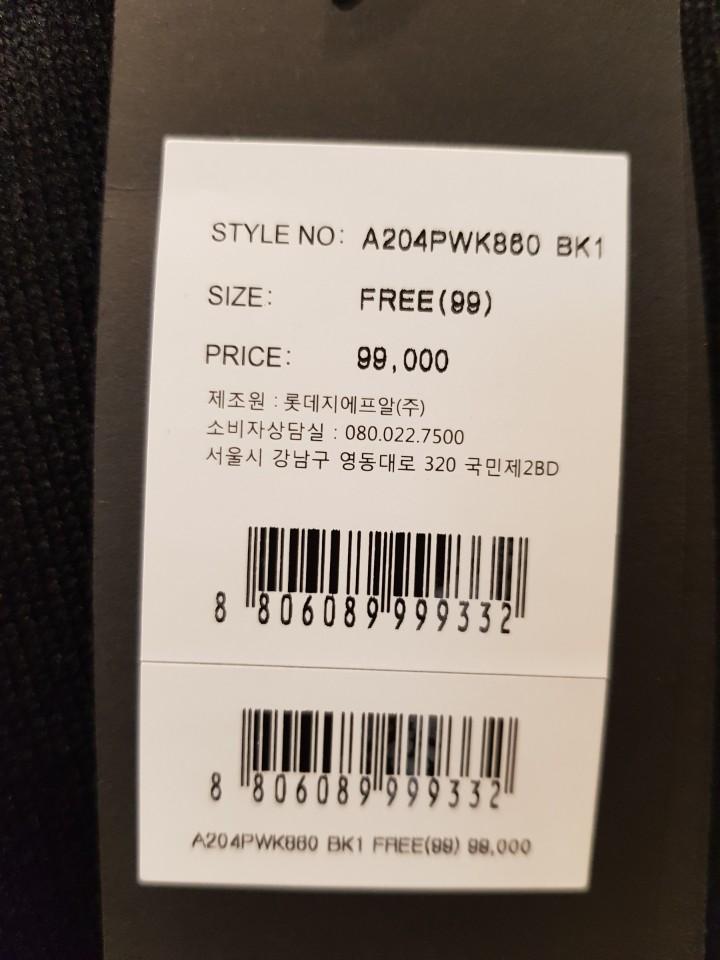 STYLE NO: A204PWK860 BK1
SIZE: FREE(99)
PRICE: 99,000
제조원 : 롯데지에프알(주)
소비자상담실 : 080.022.7500
서울시 강남구 영동대로 320 국민제2BD
8 806089 999332
8 806089 999332
A204PWK860 BK1 FREE(99) 99,000